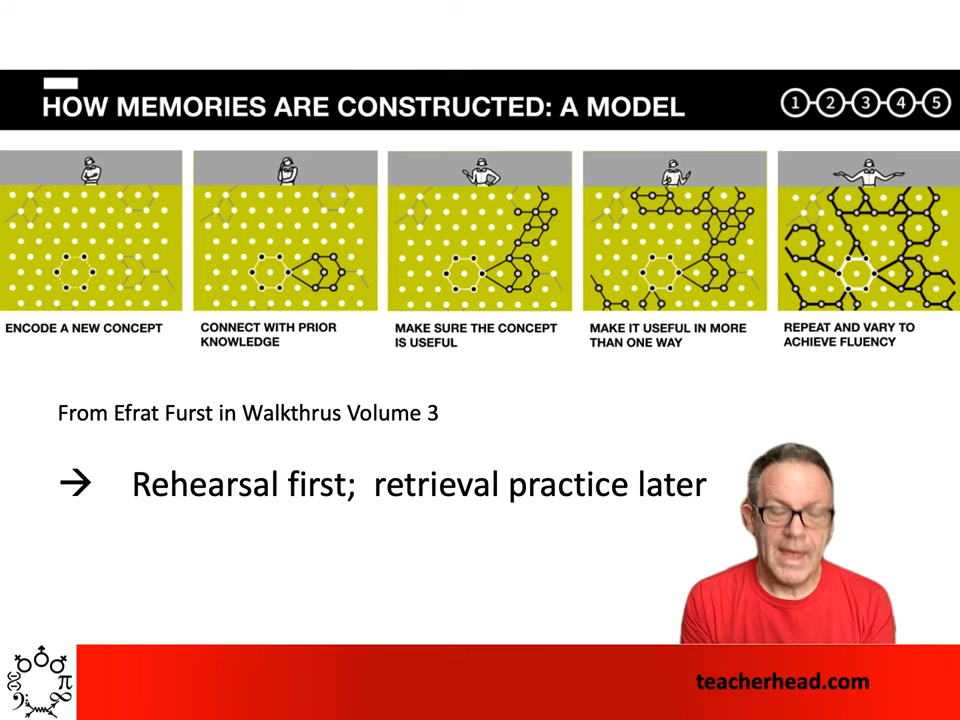 HOW MEMORIES ARE CONSTRUCTED: A MODEL
1 2 3 4 5
ENCODE A NEW CONCEPT
CONNECT WITH PRIOR
KNOWLEDGE
MAKE SURE THE CONCEPT
IS USEFUL
MAKE IT USEFUL IN MORE
THAN ONE WAY
REPEAT AND VARY TO
ACHIEVE FLUENCY
From Efrat Furst in Walkthrus Volume 3
→ Rehearsal first; retrieval practice later
teacherhead.com